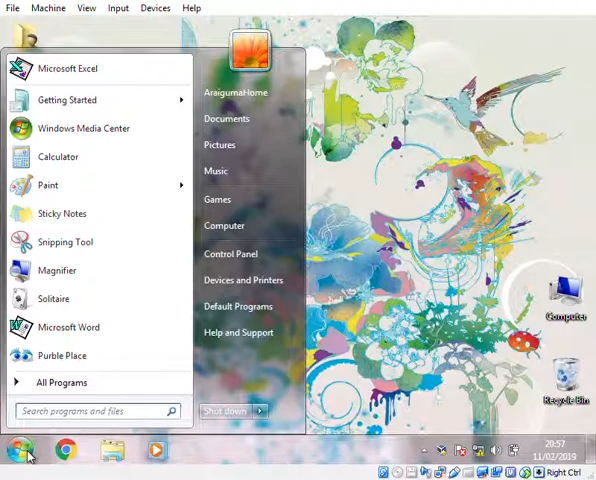 File Machine View Input Devices Help
Microsoft Excel
Getting Started
Windows Media Center
Calculator
Paint
Sticky Notes
Snipping Tool
Magnifier
Solitaire
Microsoft Word
Purble Place
All Programs
Search programs and files
AraigumaHome
Documents
Pictures
Music
Games
Computer
Control Panel
Devices and Printers
Default Programs
Help and Support
Shut down
Computer
Recycle Bin
20:57
11/02/2019
Right Ctrl